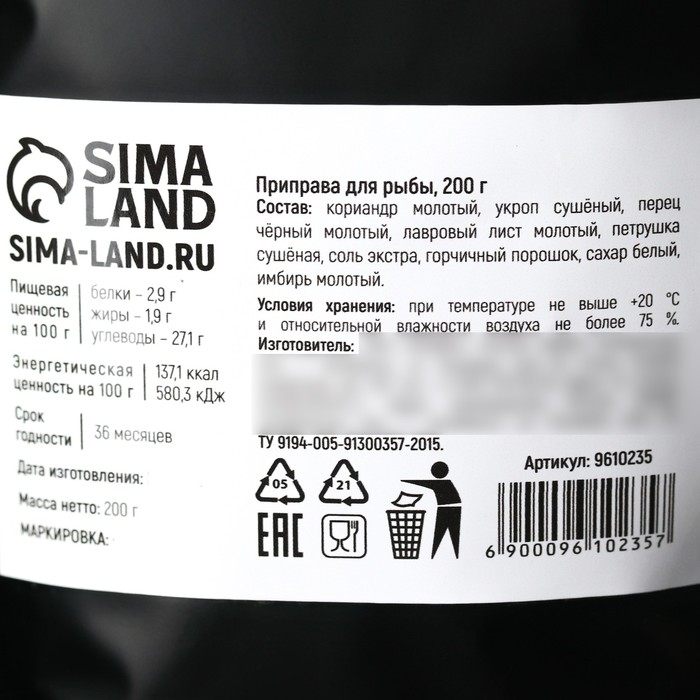 SIMA
LAND
SIMA-LAND.RU
Пищевая ценность на 100 г
белки – 2,9 г
жиры – 1,9 г
углеводы – 27,1 г
Энергетическая ценность на 100 г
137,1 ккал
580,3 кДж
Срок годности
36 месяцев
Дата изготовления:
Масса нетто: 200 г
МАРКИРОВКА:
Приправа для рыбы, 200 г
Состав: кориандр молотый, укроп сушёный, перец
чёрный молотый, лавровый лист молотый, петрушка
сушёная, соль экстра, горчичный порошок, сахар белый,
имбирь молотый.
Условия хранения: при температуре не выше +20 °C
и относительной влажности воздуха не более 75 %.
Изготовитель:
ТУ 9194-005-91300357-2015.
05
21
EAC
Артикул: 9610235
6 900096 102357